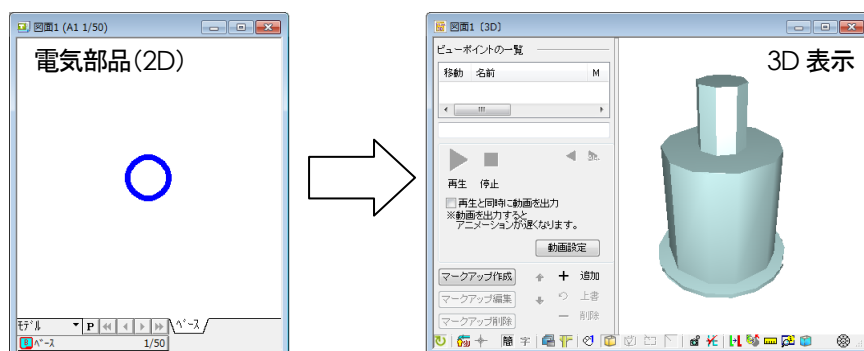 図面1 (A1 1/50)
電気部品(2D)
モデル
P
ベース
B ベース
1/50
図面1 [3D]
ビューポイントの一覧
移動 名前 M
再生 停止
再生と同時に動画を出力
※動画を出力すると
アニメーションが遅くなります。
動画設定
マークアップ作成 追加
マークアップ編集 上書
マークアップ削除 削除
簡 字
3D 表示